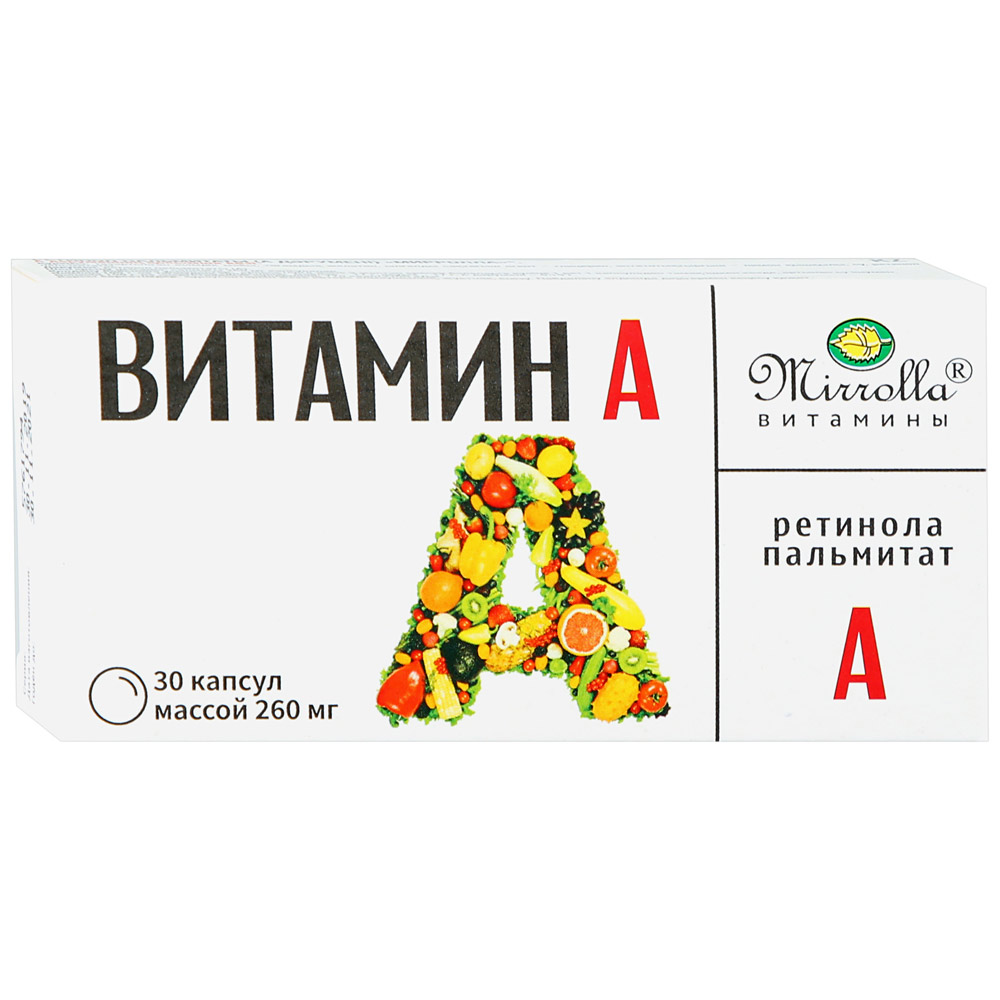 ВИТАМИН А
30 капсул
массой 260 мг
Mirrolla®
витамины
ретинола
пальмитат
А